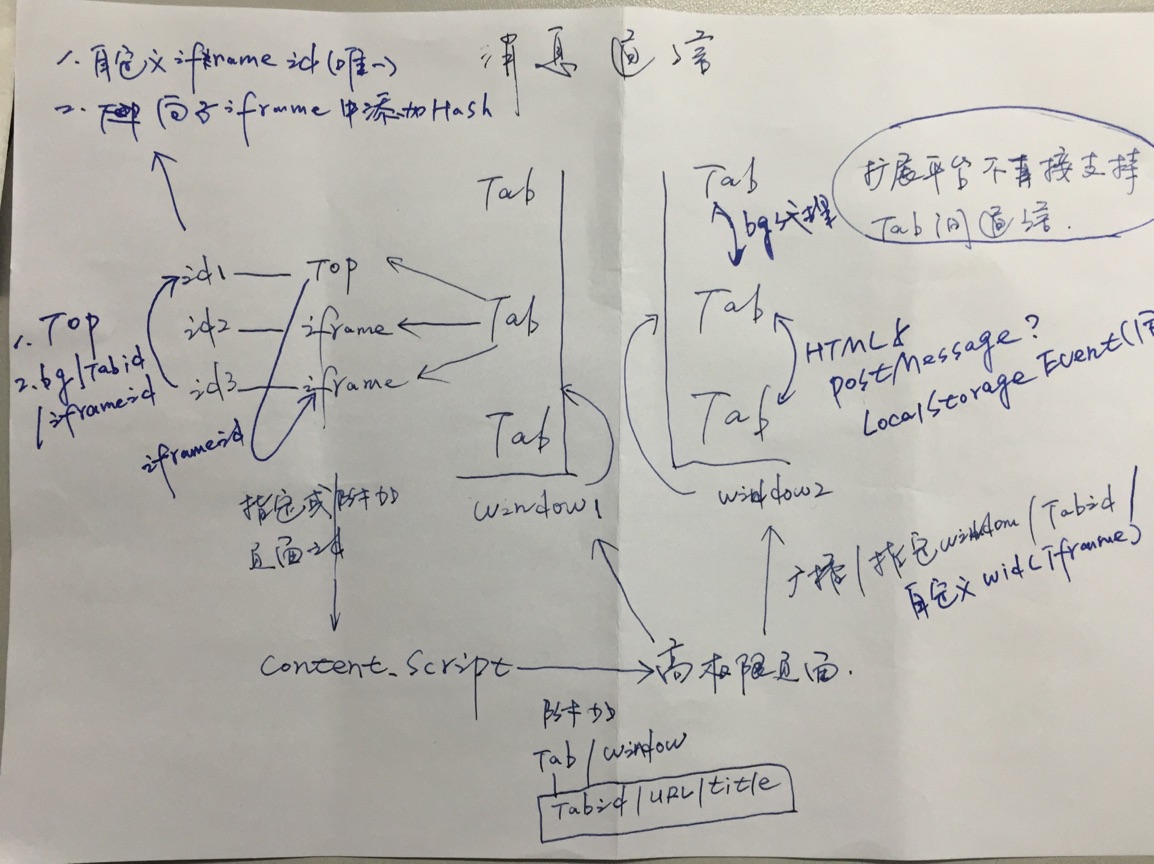 消息通信
1. 自定义iframe id(唯一)
2. 向子iframe中添加Hash
Tab
Tab
扩展平台不直接支持
Tab间通信.
bg支撑
id1
Top
id2
iframe
Tab
Tab
id3
iframe
1. Top
2. bg/Tabid
/iframeid
iframeid
HTML5
postMessage?
LocalStorage Event(同
Tab
Tab
window1
window2
指定或附加
页面id
广播/指定window/Tabid/
自定义wid(Iframe)
Content_Script
高权限页面.
附加
Tab/window
Tabid/URL/title